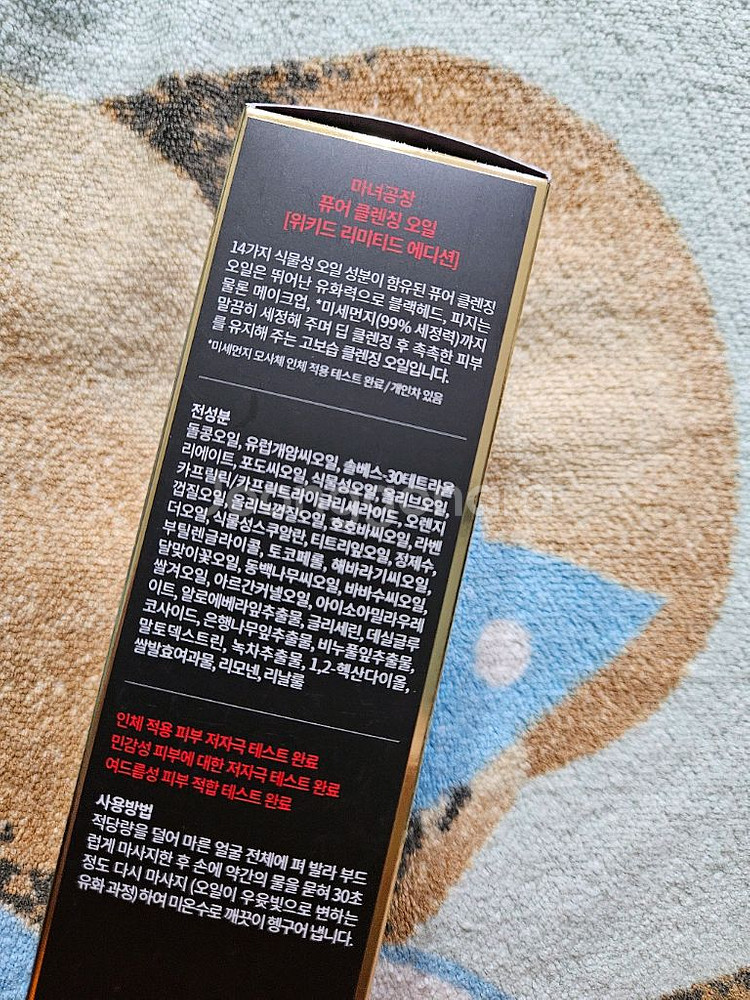 마녀공장
퓨어 클렌징 오일
[위키드 리미티드 에디션]
14가지 식물성 오일 성분이 함유된 퓨어 클렌징
오일은 뛰어난 유화력으로 블랙헤드, 피지는
물론 메이크업, *미세먼지(99% 세정력)까지
말끔히 세정해 주며 딥 클렌징 후 촉촉한 피부
를 유지해 주는 고보습 클렌징 오일입니다.
*미세먼지 모사체 인체 적용 테스트 완료 / 개인차 있음
전성분
돌콩오일, 유럽개암씨오일, 솔베스-30테트라올
리에이트, 포도씨오일, 식물성오일, 올리브오일,
카프릴릭/카프릭트라이글리세라이드, 오렌지
껍질오일, 올리브껍질오일, 호호바씨오일, 라벤
더오일, 식물성스쿠알란, 티트리잎오일, 정제수,
부틸렌글라이콜, 토코페롤, 해바라기씨오일,
달맞이꽃오일, 동백나무씨오일, 바바수씨오일,
쌀겨오일, 아르간커넬오일, 아이소아밀라우레
이트, 알로에베라잎추출물, 글리세린, 데실글루
코사이드, 은행나무잎추출물, 비누풀잎추출물,
말토덱스트린, 녹차추출물, 1,2-헥산다이올,
쌀발효여과물, 리모넨, 리날룰
인체 적용 피부 저자극 테스트 완료
민감성 피부에 대한 저자극 테스트 완료
여드름성 피부 적합 테스트 완료
사용방법
적당량을 덜어 마른 얼굴 전체에 펴 발라 부드
럽게 마사지한 후 손에 약간의 물을 묻혀 30초
정도 다시 마사지 (오일이 우윳빛으로 변하는
유화 과정) 하여 미온수로 깨끗이 헹구어 냅니다.